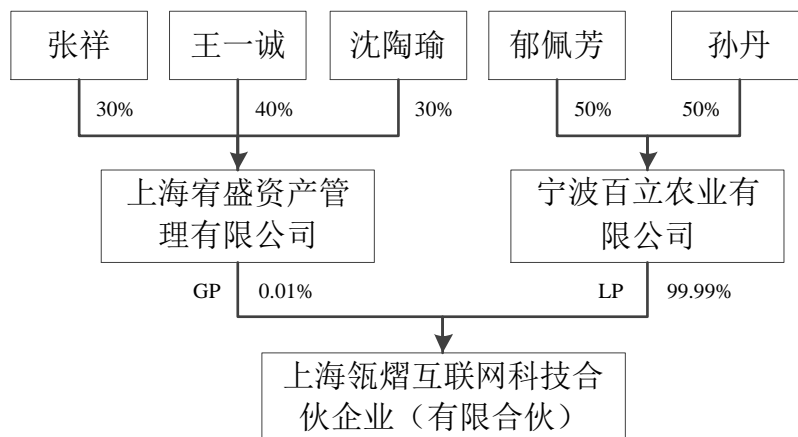 张祥
王一诚
沈陶瑜
郁佩芳
孙丹
30%
40%
30%
50%
50%
上海宥盛资产管
理有限公司
宁波百立农业有
限公司
GP
0.01%
LP
99.99%
上海瓴熠互联网科技合
伙企业（有限合伙）